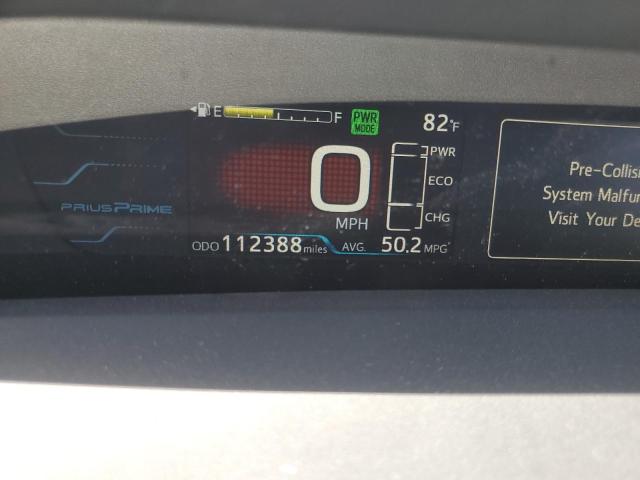 E F PWR MODE 82°F
0 MPH
PWR
ECO
CHG
PRIUSPRIME
ODO 112388 miles AVG. 50.2 MPG
Pre-Collis
System Malfu
Visit Your De